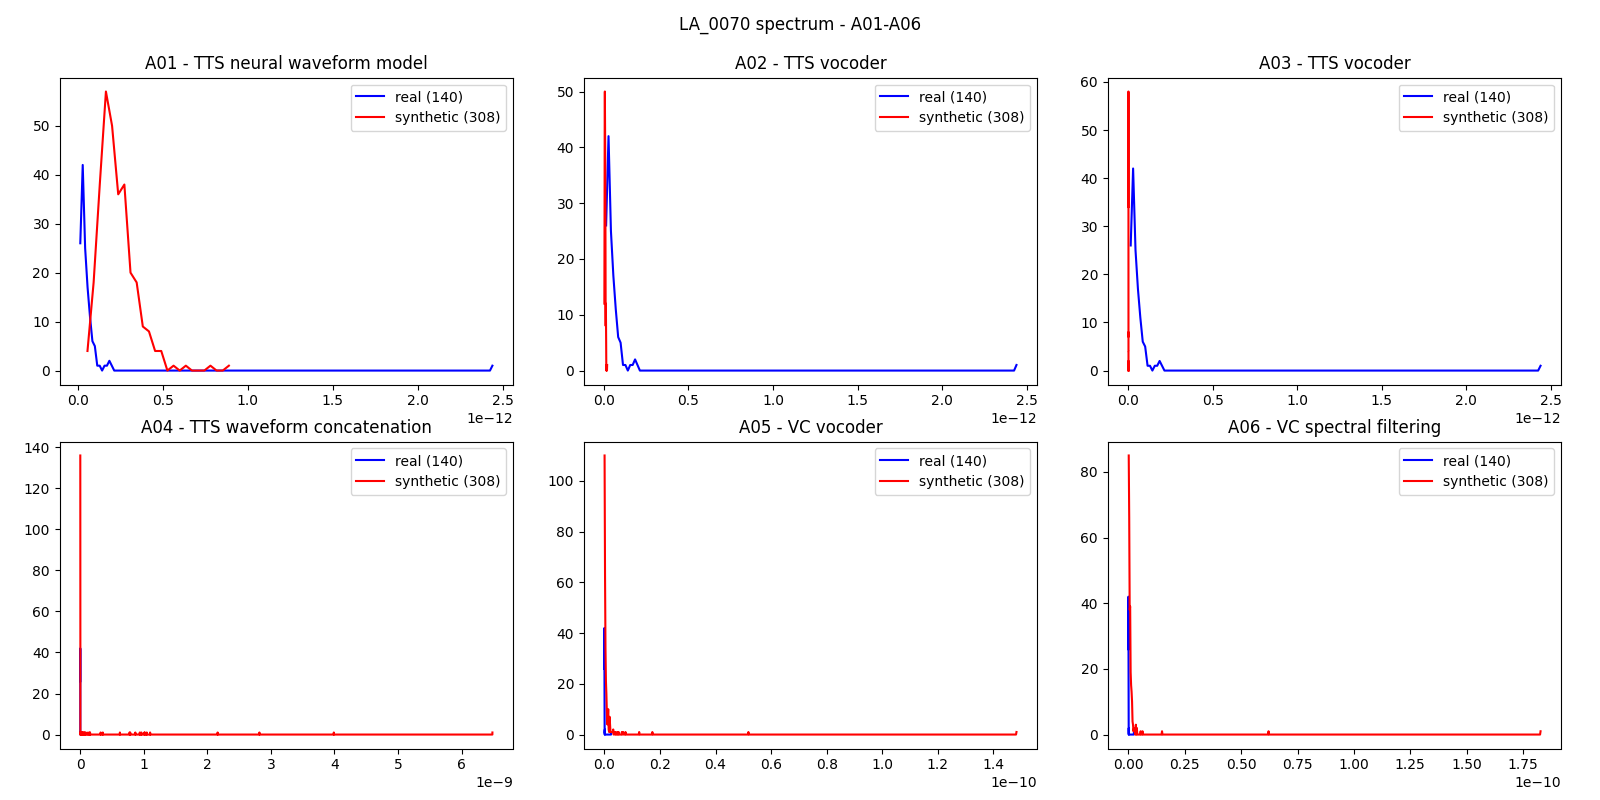 LA_0070 spectrum - A01-A06
A01 - TTS neural waveform model
real (140)
synthetic (308)
50
40
30
20
10
0
0.0 0.5 1.0 1.5 2.0 2.5
1e−12
A02 - TTS vocoder
real (140)
synthetic (308)
50
40
30
20
10
0
0.0 0.5 1.0 1.5 2.0 2.5
1e−12
A03 - TTS vocoder
real (140)
synthetic (308)
60
50
40
30
20
10
0
0.0 0.5 1.0 1.5 2.0 2.5
1e−12
A04 - TTS waveform concatenation
real (140)
synthetic (308)
140
120
100
80
60
40
20
0
0 1 2 3 4 5 6
1e−9
A05 - VC vocoder
real (140)
synthetic (308)
100
80
60
40
20
0
0.0 0.2 0.4 0.6 0.8 1.0 1.2 1.4
1e−10
A06 - VC spectral filtering
real (140)
synthetic (308)
80
60
40
20
0
0.00 0.25 0.50 0.75 1.00 1.25 1.50 1.75
1e−10